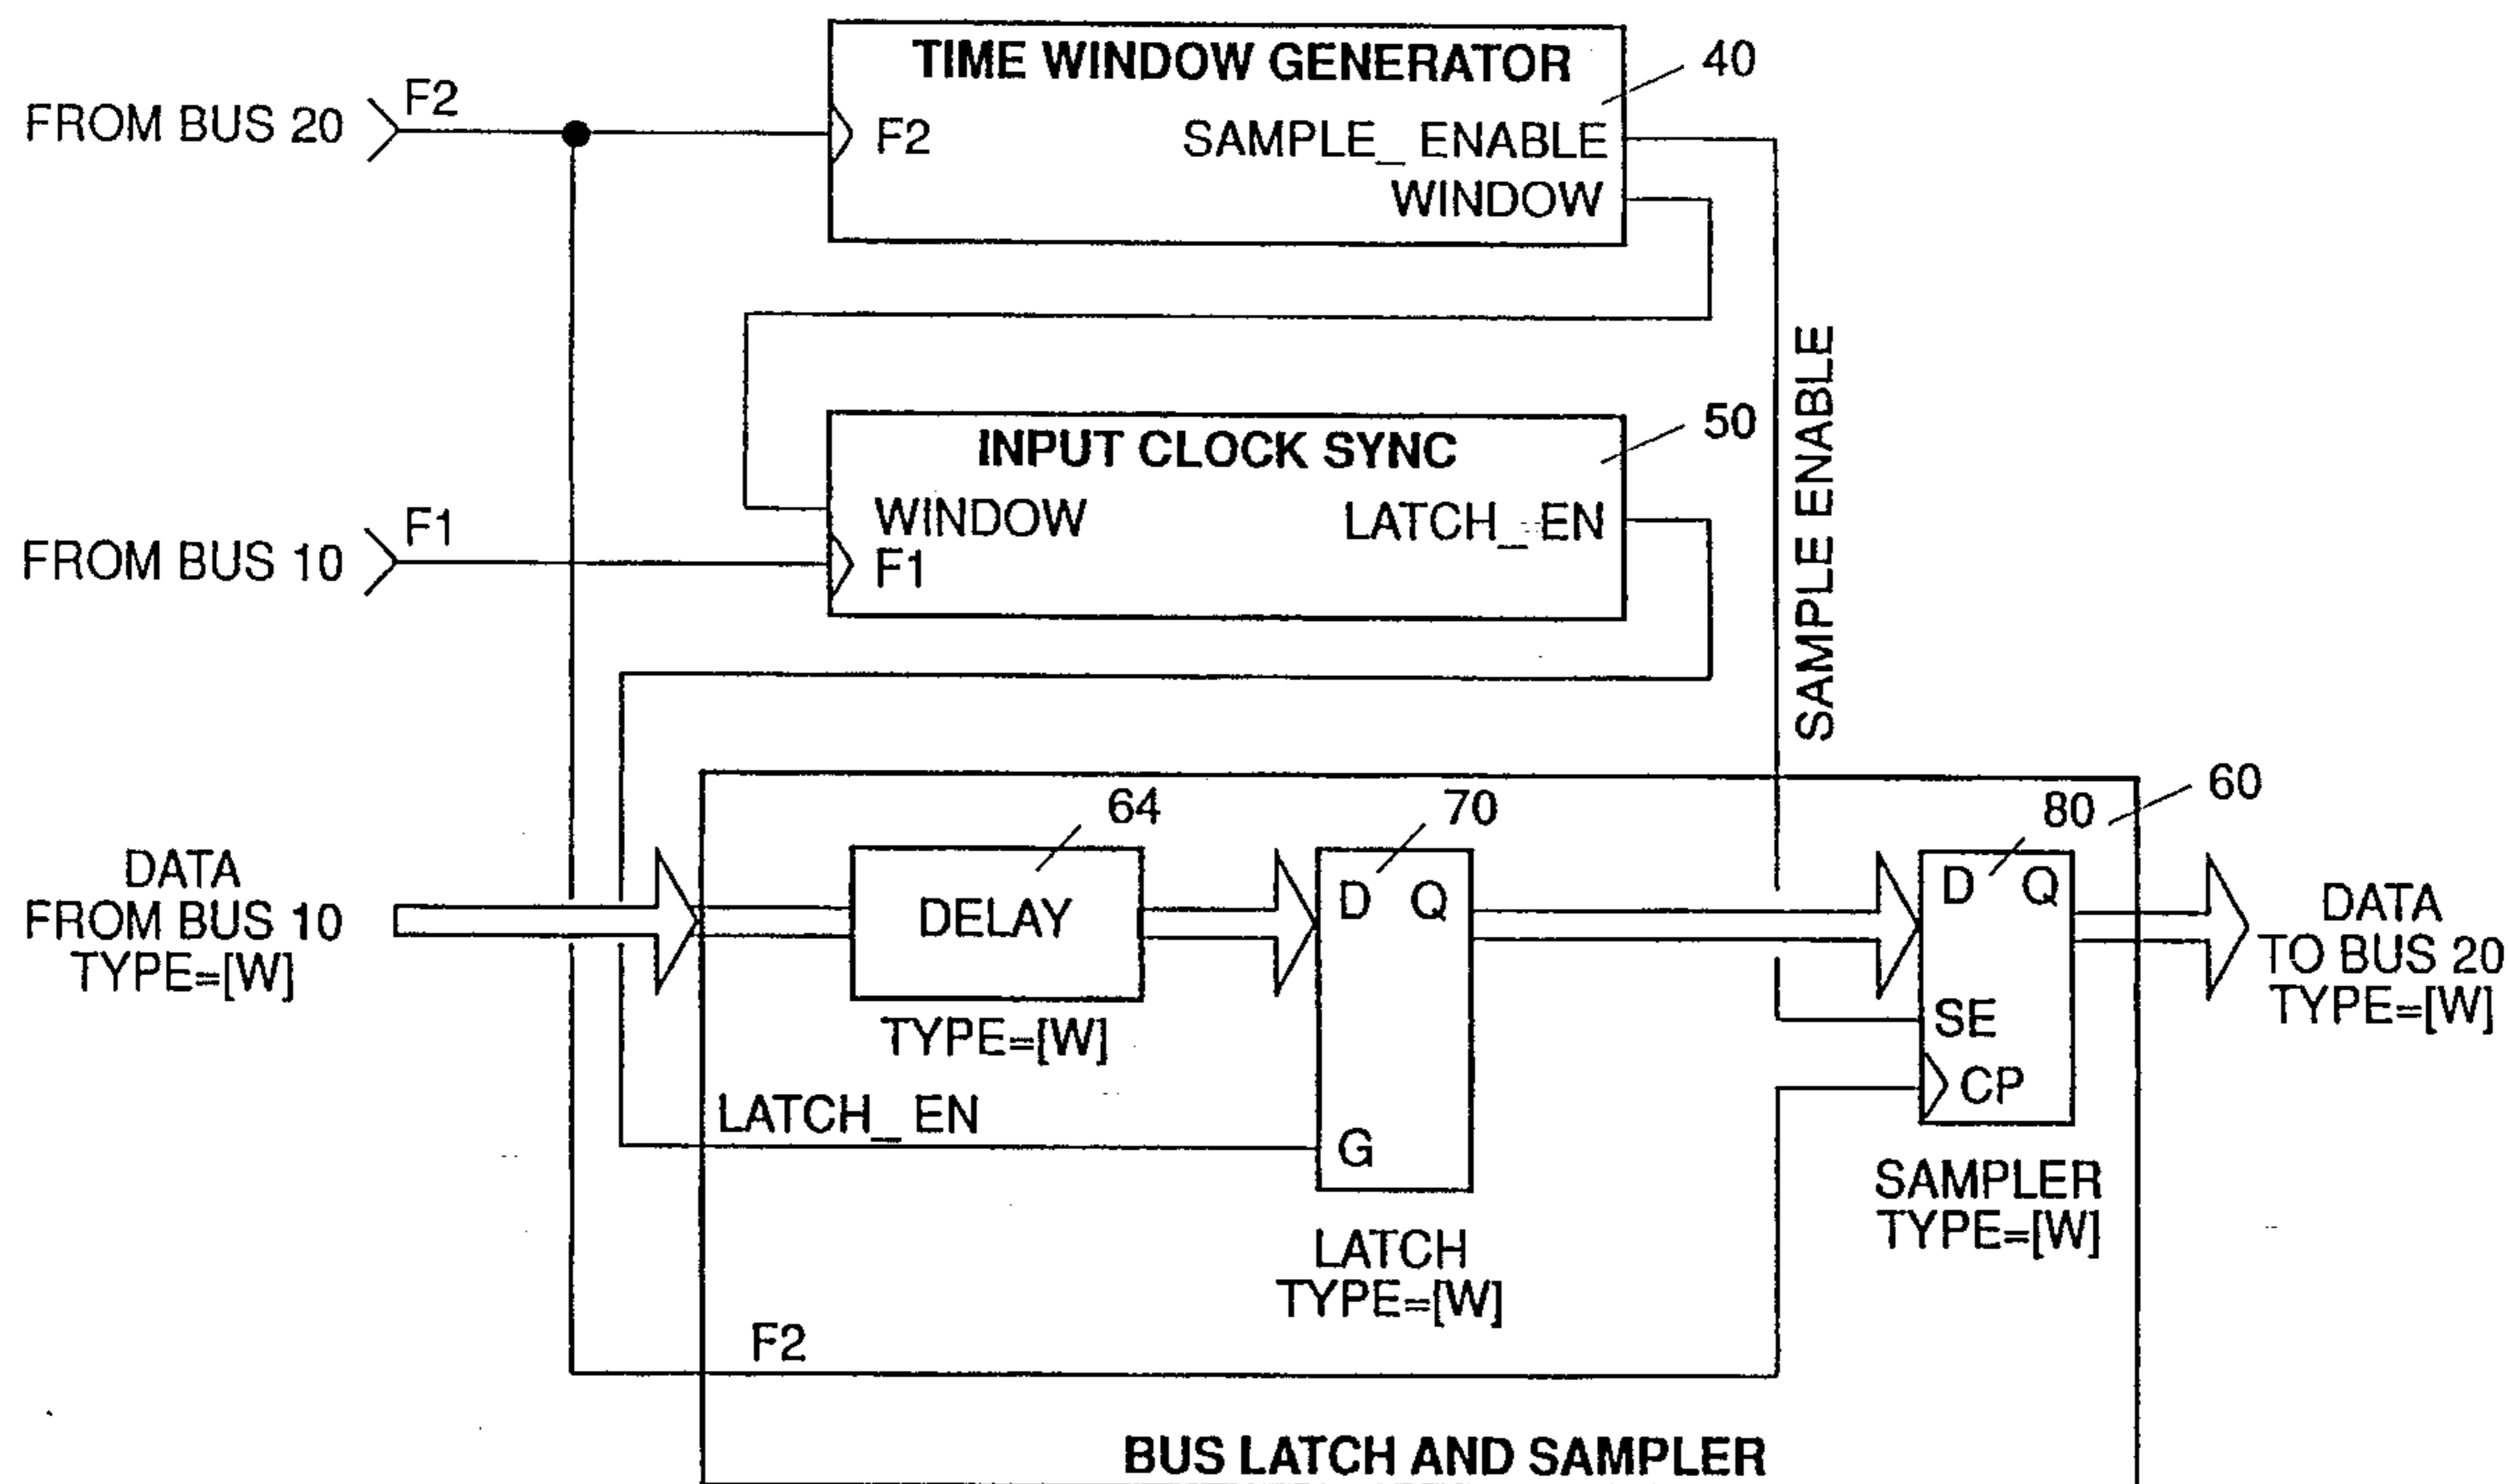 TIME WINDOW GENERATOR
40
FROM BUS 20
F2
F2
SAMPLE_ ENABLE
WINDOW
SAMPLE ENABLE
INPUT CLOCK SYNC
50
WINDOW
LATCH_ EN
FROM BUS 10
F1
F1
60
64
70
80
DATA
FROM BUS 10
TYPE=[W]
DELAY
TYPE=[W]
D Q
G
LATCH
TYPE=[W]
LATCH_ EN
D Q
SE
CP
SAMPLER
TYPE=[W]
DATA
TO BUS 20
TYPE=[W]
F2
BUS LATCH AND SAMPLER